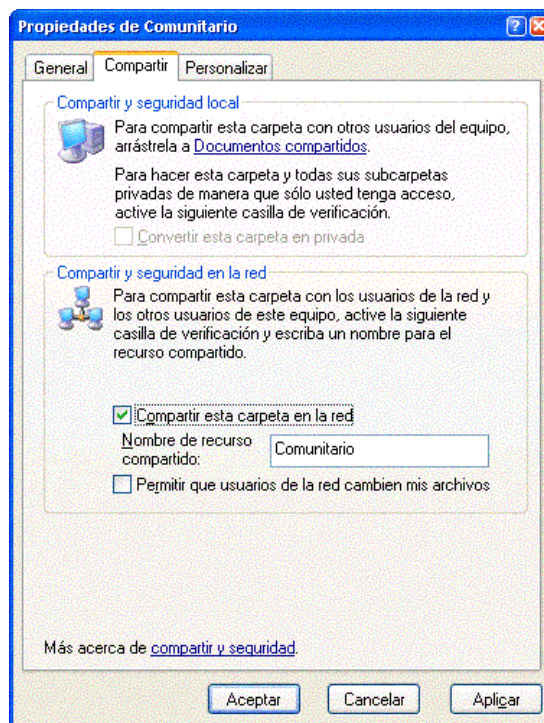 Propiedades de Comunitario
General
Compartir
Personalizar
Compartir y seguridad local
Para compartir esta carpeta con otros usuarios del equipo,
arrástrela a Documentos compartidos.
Para hacer esta carpeta y todas sus subcarpetas
privadas de manera que sólo usted tenga acceso,
active la siguiente casilla de verificación.
Convertir esta carpeta en privada
Compartir y seguridad en la red
Para compartir esta carpeta con los usuarios de la red y
los otros usuarios de este equipo, active la siguiente
casilla de verificación y escriba un nombre para el
recurso compartido.
Compartir esta carpeta en la red
Nombre de recurso
compartido:
Comunitario
Permitir que usuarios de la red cambien mis archivos
Más acerca de compartir y seguridad.
Aceptar
Cancelar
Aplicar